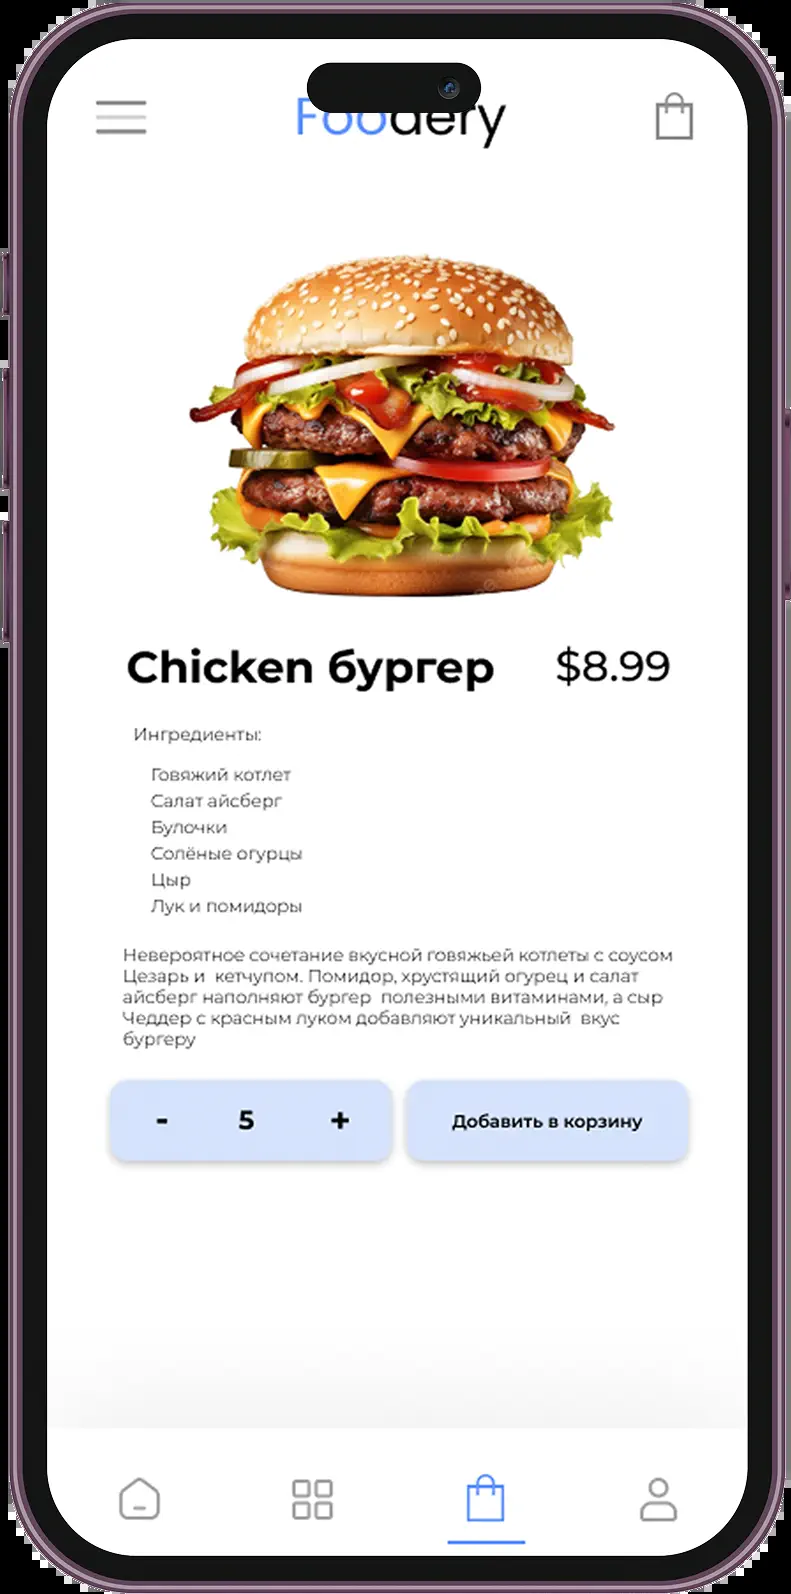 Foodery
Chicken бургер
$8.99
Ингредиенты:
Говяжий котлет
Салат айсберг
Булочки
Солёные огурцы
Цыр
Лук и помидоры
Невероятное сочетание вкусной говяжьей котлеты с соусом
Цезарь и кетчупом. Помидор, хрустящий огурец и салат
айсберг наполняют бургер полезными витаминами, а сыр
Чеддер с красным луком добавляют уникальный вкус
бургеру
- 5 +
Добавить в корзину